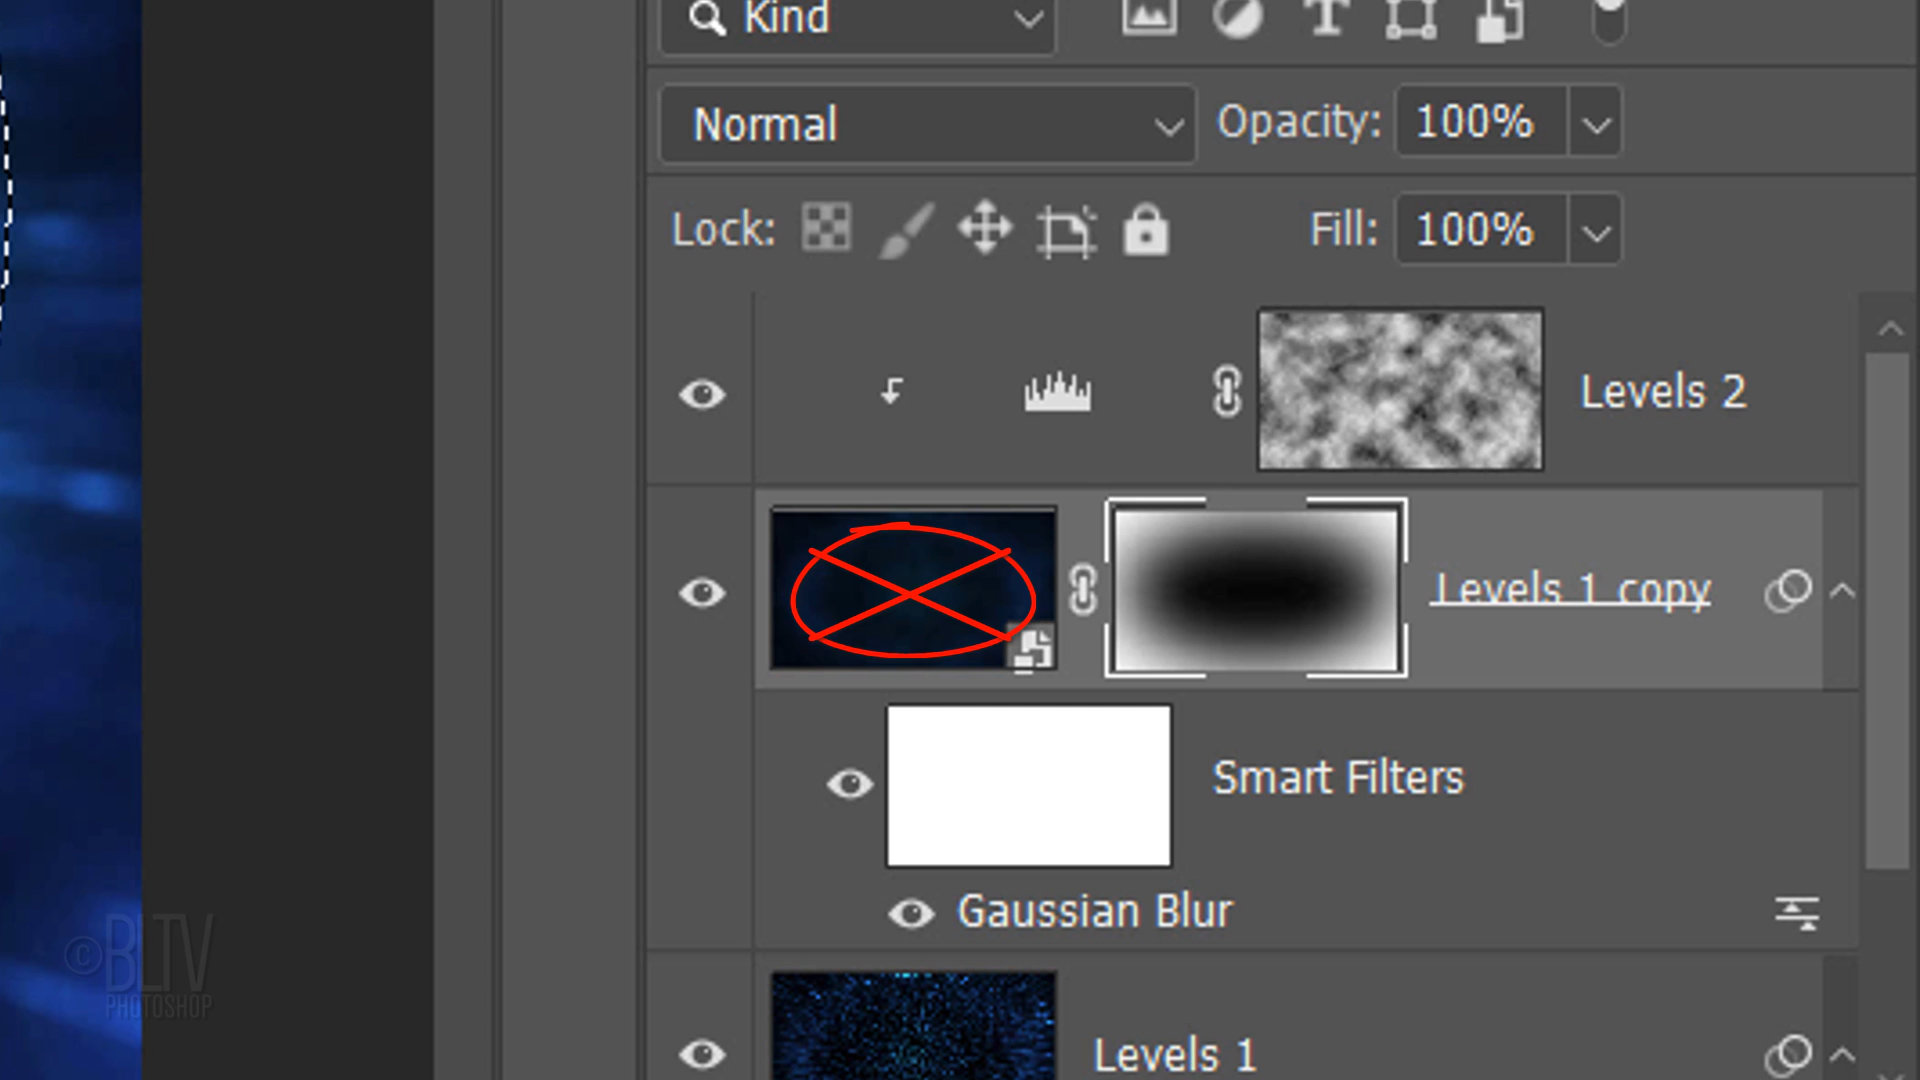 Kind
Normal
Opacity: 100%
Lock:
Fill: 100%
Levels 2
Levels 1 copy
Smart Filters
Gaussian Blur
Levels 1
©BLTV
PHOTOSHOP